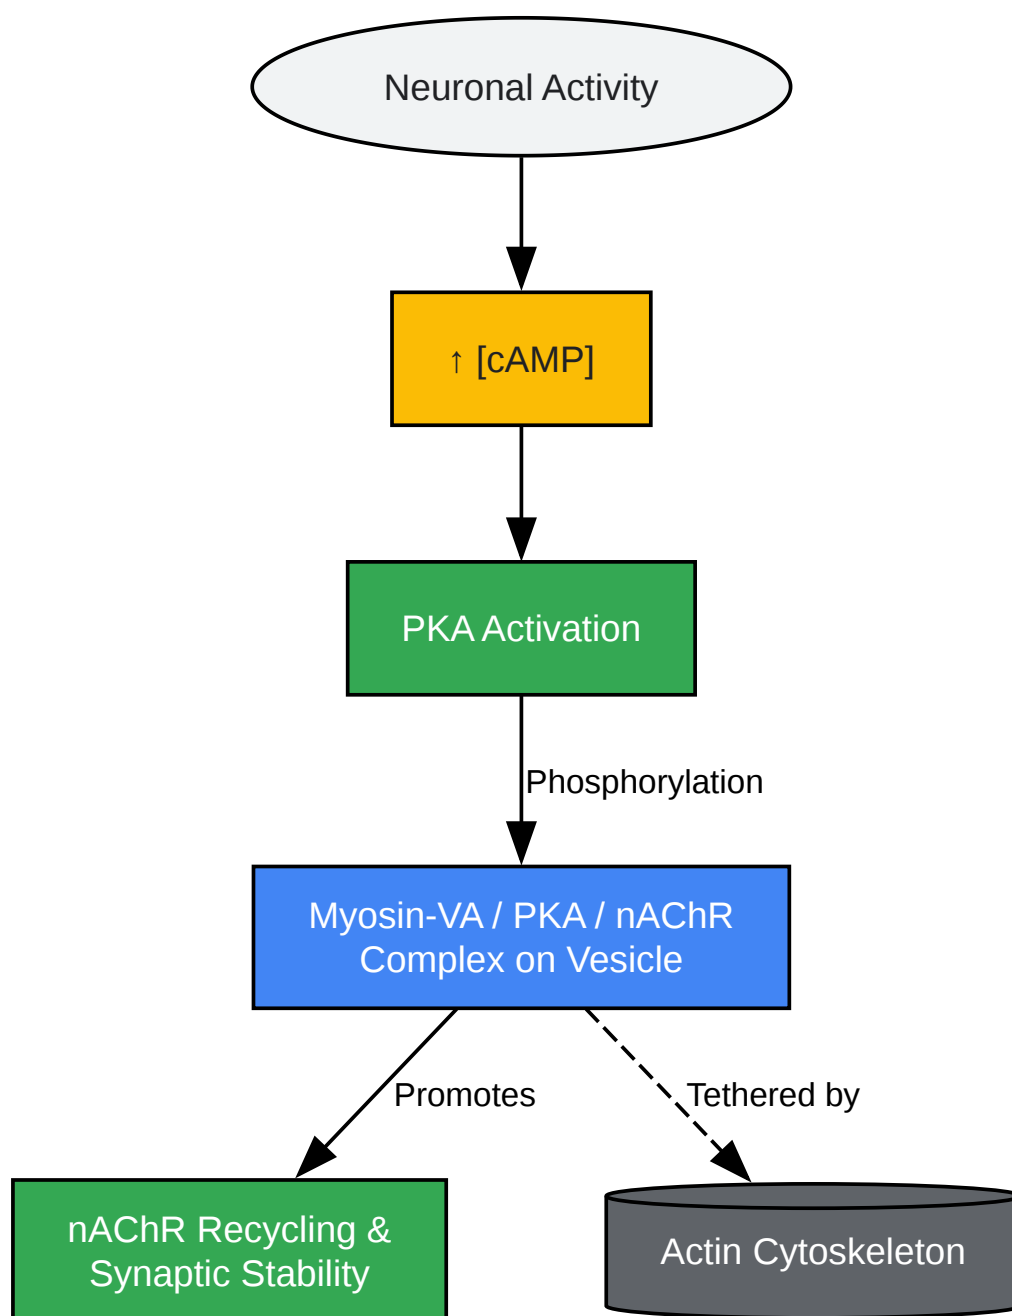 Neuronal Activity
↑ [cAMP]
PKA Activation
Phosphorylation
Myosin-VA / PKA / nAChR
Complex on Vesicle
Promotes
Tethered by
nAChR Recycling &
Synaptic Stability
Actin Cytoskeleton